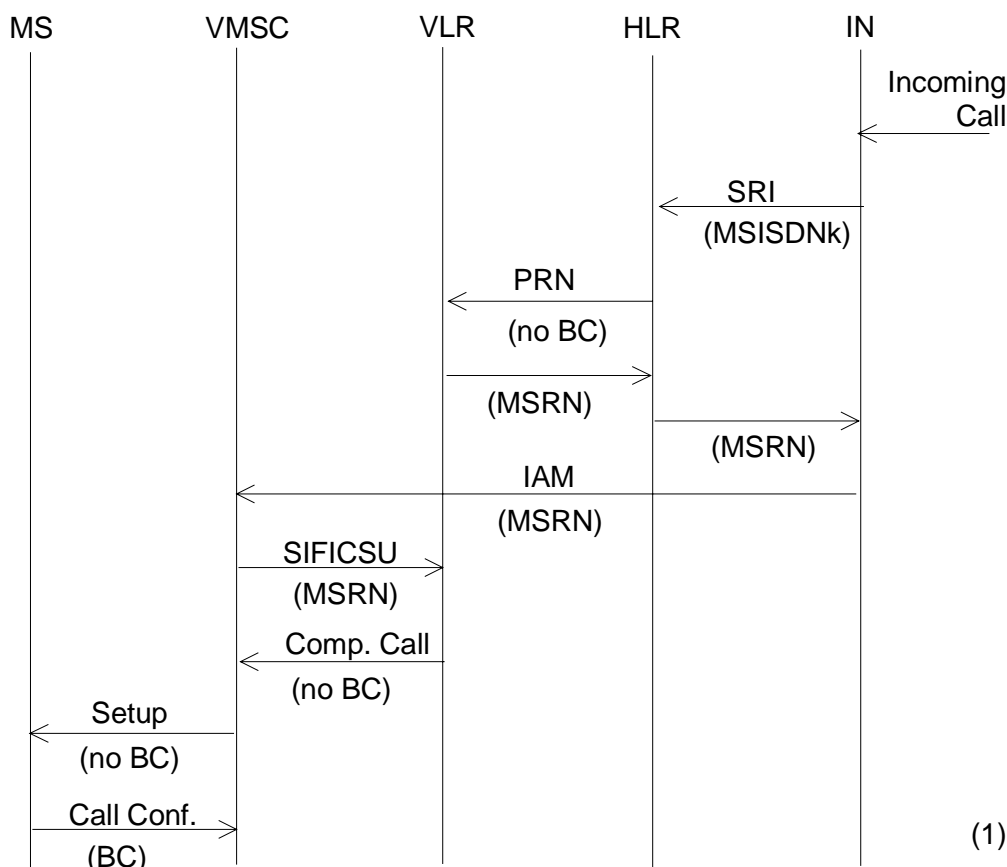 MS VMSC VLR HLR IN
Incoming
Call
SRI
(MSISDNk)
PRN
(no BC)
(MSRN)
(MSRN)
IAM
(MSRN)
SIFICSU
(MSRN)
Comp. Call
(no BC)
Setup
(no BC)
Call Conf.
(BC)
(1)